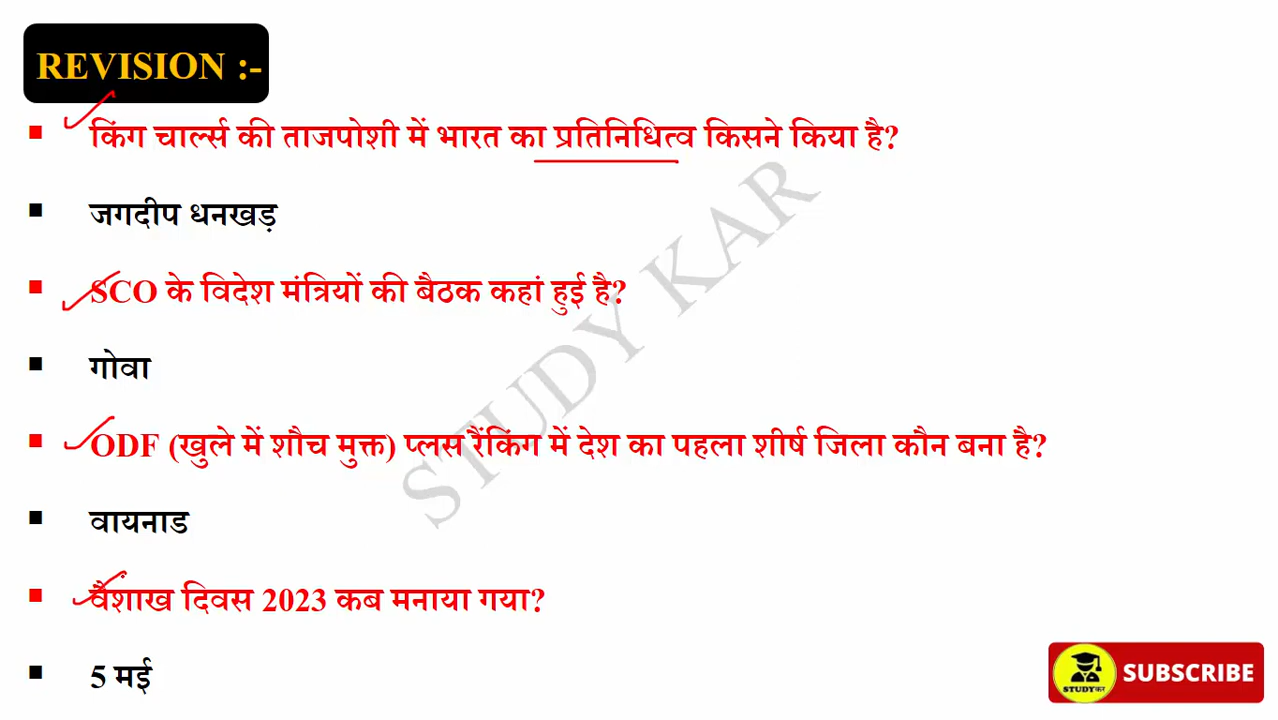 REVISION :-
किंग चार्ल्स की ताजपोशी में भारत का प्रतिनिधित्व किसने किया है?
जगदीप धनखड़
SCO के विदेश मंत्रियों की बैठक कहां हुई है?
गोवा
ODF (खुले में शौच मुक्त) प्लस रैंकिंग में देश का पहला शीर्ष जिला कौन बना है?
वायनाड
वैशाख दिवस 2023 कब मनाया गया?
5 मई
STUDY KAR
STUDYकर
SUBSCRIBE